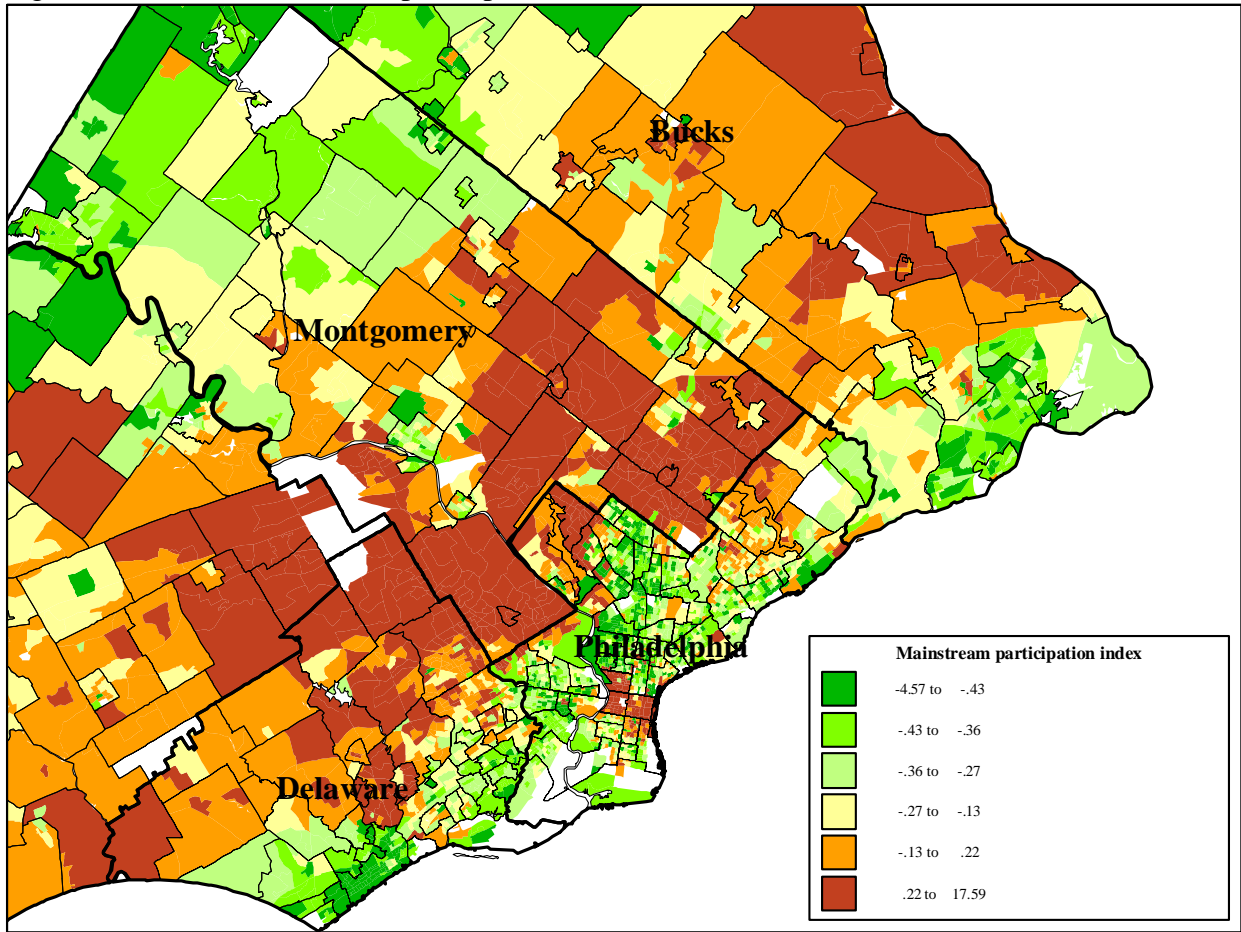 Bucks
Montgomery
Philadelphia
Delaware
Mainstream participation index
-4.57 to -.43
-.43 to -.36
-.36 to -.27
-.27 to -.13
-.13 to .22
.22 to 17.59